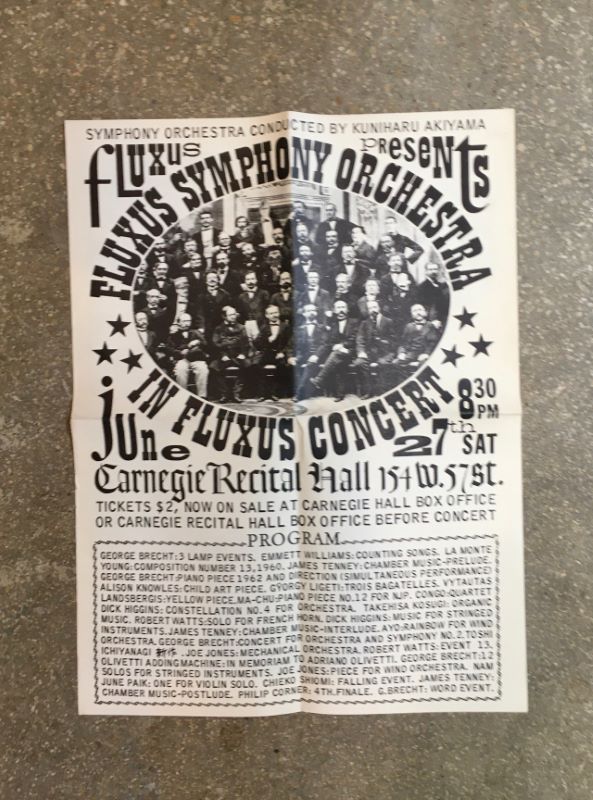 SYMPHONY ORCHESTRA CONDUCTED BY KUNIHARU AKIYAMA
fluxus presents
FLUXUS SYMPHONY ORCHESTRA
IN FLUXUS CONCERT
june 27th SAT 8 30 PM
Carnegie Recital Hall 154 W. 57 St.
TICKETS $2, NOW ON SALE AT CARNEGIE HALL BOX OFFICE
OR CARNEGIE RECITAL HALL BOX OFFICE BEFORE CONCERT
PROGRAM
GEORGE BRECHT:3 LAMP EVENTS. EMMETT WILLIAMS:COUNTING SONGS. LA MONTE
YOUNG:COMPOSITION NUMBER 13,1960. JAMES TENNEY:CHAMBER MUSIC-PRELUDE.
GEORGE BRECHT:PIANO PIECE 1962 AND DIRECTION (SIMULTANEOUS PERFORMANCE)
ALISON KNOWLES:CHILD ART PIECE. GYÖRGY LIGETI:TROIS BAGATELLES. VYTAUTAS
LANDSBERGIS:YELLOW PIECE.MA-CHU:PIANO PIECE NO.12 FOR NJP. CONGO:QUARTET
DICK HIGGINS: CONSTELLATION NO.4 FOR ORCHESTRA. TAKEHISA KOSUGI: ORGANIC
MUSIC. ROBERT WATTS:SOLO FOR FRENCH HORN. DICK HIGGINS: MUSIC FOR STRINGED
INSTRUMENTS.JAMES TENNEY:CHAMBER MUSIC-INTERLUDE. AYO:RAINBOW FOR WIND
ORCHESTRA. GEORGE BRECHT:CONCERT FOR ORCHESTRA AND SYMPHONY NO.2.TOSHI
ICHIYANAGI 新作 .JOE JONES: MECHANICAL ORCHESTRA. ROBERT WATTS: EVENT 13.
OLIVETTI ADDING MACHINE: IN MEMORIAM TO ADRIANO OLIVETTI. GEORGE BRECHT:12
SOLOS FOR STRINGED INSTRUMENTS. JOE JONES:PIECE FOR WIND ORCHESTRA. NAM
JUNE PAIK: ONE FOR VIOLIN SOLO. CHIEKO SHIOMI: FALLING EVENT. JAMES TENNEY:
CHAMBER MUSIC-POSTLUDE. PHILIP CORNER: 4TH.FINALE. G.BRECHT: WORD EVENT.